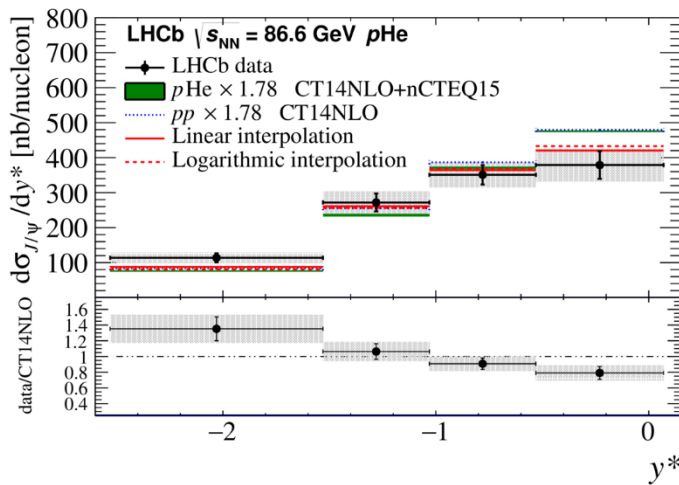 800
700
600
500
400
300
200
100
dσJ/ψ/dy* [nb/nucleon]
LHCb √sNN = 86.6 GeV pHe
LHCb data
pHe × 1.78 CT14NLO+nCTEQ15
pp × 1.78 CT14NLO
Linear interpolation
Logarithmic interpolation
data/CT14NLO
1.6
1.4
1.2
1
0.8
0.6
0.4
−2 −1 0
y*